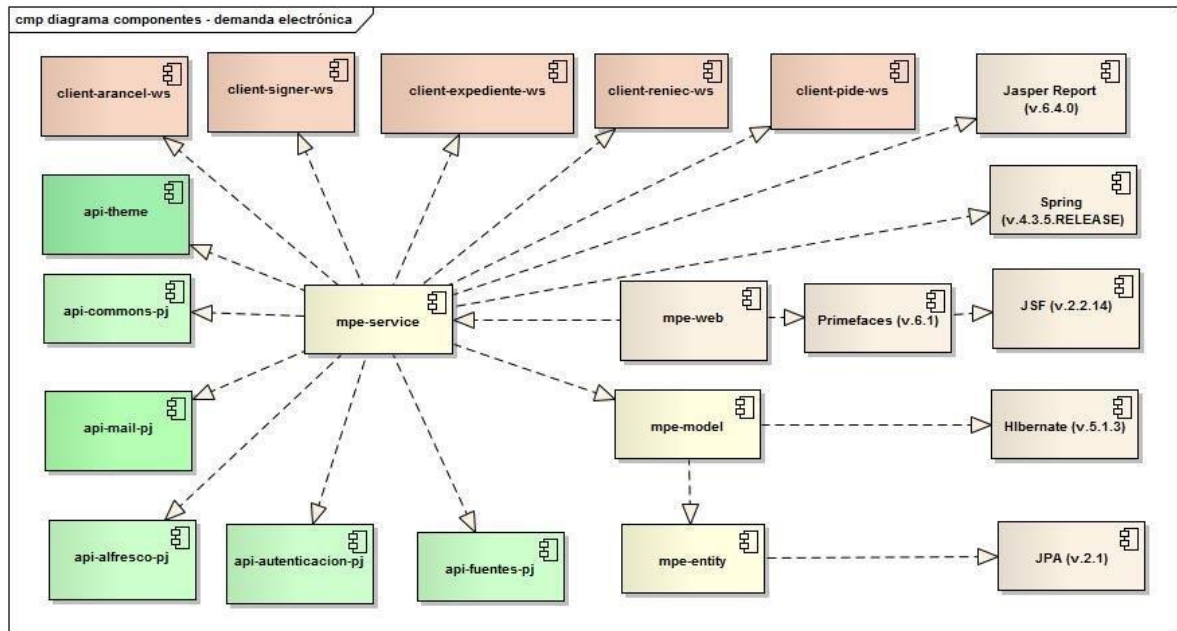 cmp diagrama componentes - demanda electrónica
client-arancel-ws
client-signer-ws
client-expediente-ws
client-reniec-ws
client-pide-ws
Jasper Report
(v.6.4.0)
api-theme
Spring
(v.4.3.5.RELEASE)
api-commons-pj
mpe-service
mpe-web
Primefaces (v.6.1)
JSF (v.2.2.14)
api-mail-pj
mpe-model
HIbernate (v.5.1.3)
api-alfresco-pj
api-autenticacion-pj
api-fuentes-pj
mpe-entity
JPA (v.2.1)